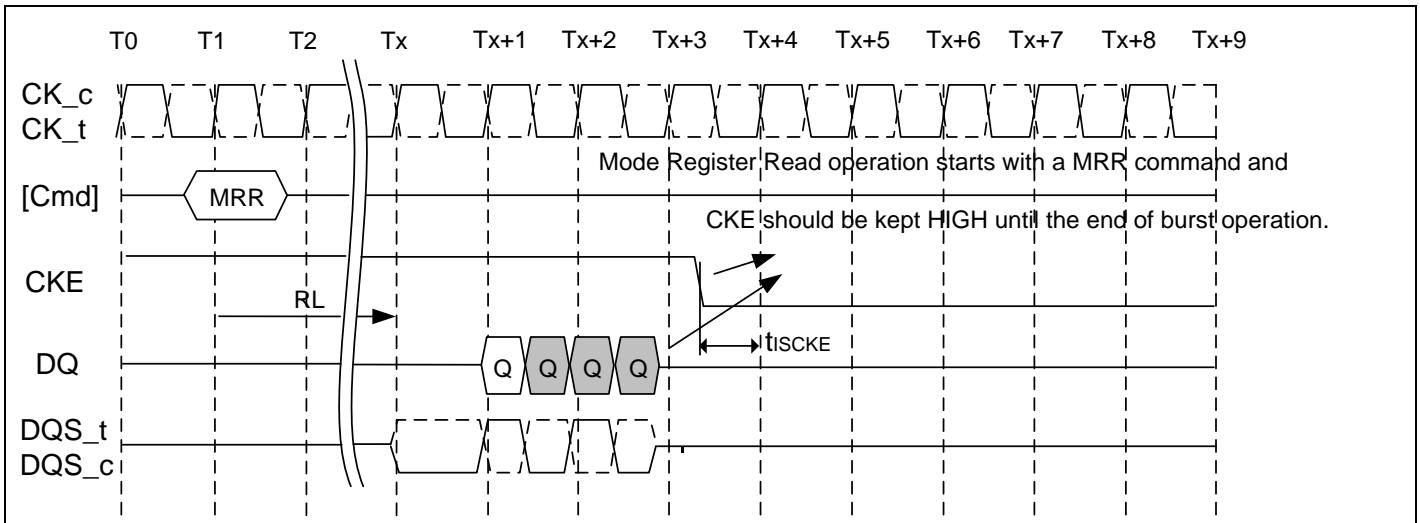 T0 T1 T2 Tx Tx+1 Tx+2 Tx+3 Tx+4 Tx+5 Tx+6 Tx+7 Tx+8 Tx+9
CK_c
CK_t
Mode Register Read operation starts with a MRR command and
[Cmd] MRR
CKE should be kept HIGH until the end of burst operation.
CKE
RL
tISCKE
DQ Q Q Q Q
DQS_t
DQS_c